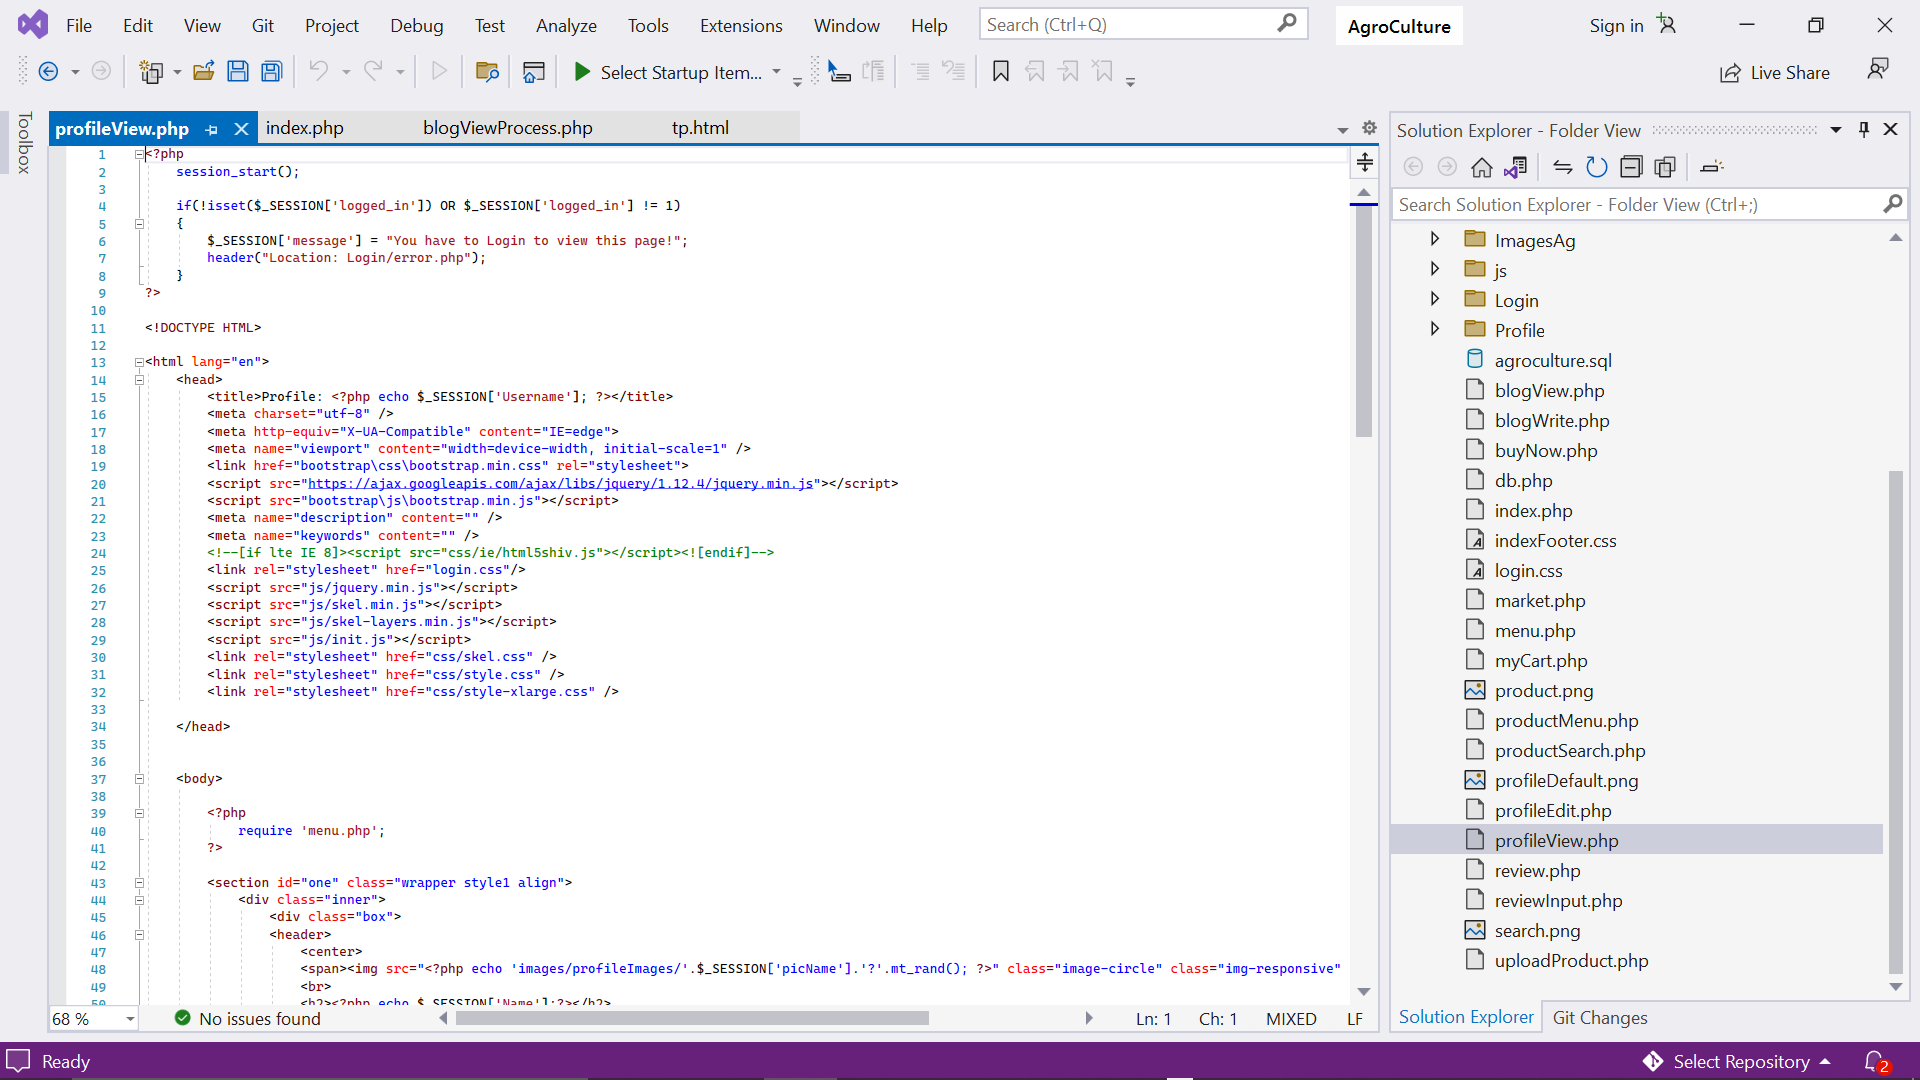 File Edit View Git Project Debug Test Analyze Tools Extensions Window Help Search (Ctrl+Q) AgroCulture Sign in
Select Startup Item... Live Share
Toolbox
profileView.php index.php blogViewProcess.php tp.html
1 <?php
2 session_start();
3
4 if(!isset($_SESSION['logged_in']) OR $_SESSION['logged_in'] != 1)
5 {
6 $_SESSION['message'] = "You have to Login to view this page!";
7 header("Location: Login/error.php");
8 }
9 ?>
10
11 <!DOCTYPE HTML>
12
13 <html lang="en">
14 <head>
15 <title>Profile: <?php echo $_SESSION['Username']; ?></title>
16 <meta charset="utf-8" />
17 <meta http-equiv="X-UA-Compatible" content="IE=edge">
18 <meta name="viewport" content="width=device-width, initial-scale=1" />
19 <link href="bootstrap\css\bootstrap.min.css" rel="stylesheet">
20 <script src="https://ajax.googleapis.com/ajax/libs/jquery/1.12.4/jquery.min.js"></script>
21 <script src="bootstrap\js\bootstrap.min.js"></script>
22 <meta name="description" content="" />
23 <meta name="keywords" content="" />
24 <!--[if lte IE 8]><script src="css/ie/html5shiv.js"></script><![endif]-->
25 <link rel="stylesheet" href="login.css"/>
26 <script src="js/jquery.min.js"></script>
27 <script src="js/skel.min.js"></script>
28 <script src="js/skel-layers.min.js"></script>
29 <script src="js/init.js"></script>
30 <link rel="stylesheet" href="css/skel.css" />
31 <link rel="stylesheet" href="css/style.css" />
32 <link rel="stylesheet" href="css/style-xlarge.css" />
33
34 </head>
35
36
37 <body>
38
39 <?php
40 require 'menu.php';
41 ?>
42
43 <section id="one" class="wrapper style1 align">
44 <div class="inner">
45 <div class="box">
46 <header>
47 <center>
48 <span><img src="<?php echo 'images/profileImages/'.$_SESSION['picName'].'?'.mt_rand(); ?>" class="image-circle" class="img-responsive"
49 <br>
50 <h2><?php echo $_SESSION['Name'];?></h2>
68 % No issues found Ln: 1 Ch: 1 MIXED LF
Solution Explorer - Folder View
Search Solution Explorer - Folder View (Ctrl+;)
ImagesAg
js
Login
Profile
agroculture.sql
blogView.php
blogWrite.php
buyNow.php
db.php
index.php
indexFooter.css
login.css
market.php
menu.php
myCart.php
product.png
productMenu.php
productSearch.php
profileDefault.png
profileEdit.php
profileView.php
review.php
reviewInput.php
search.png
uploadProduct.php
Solution Explorer Git Changes
Ready Select Repository 2